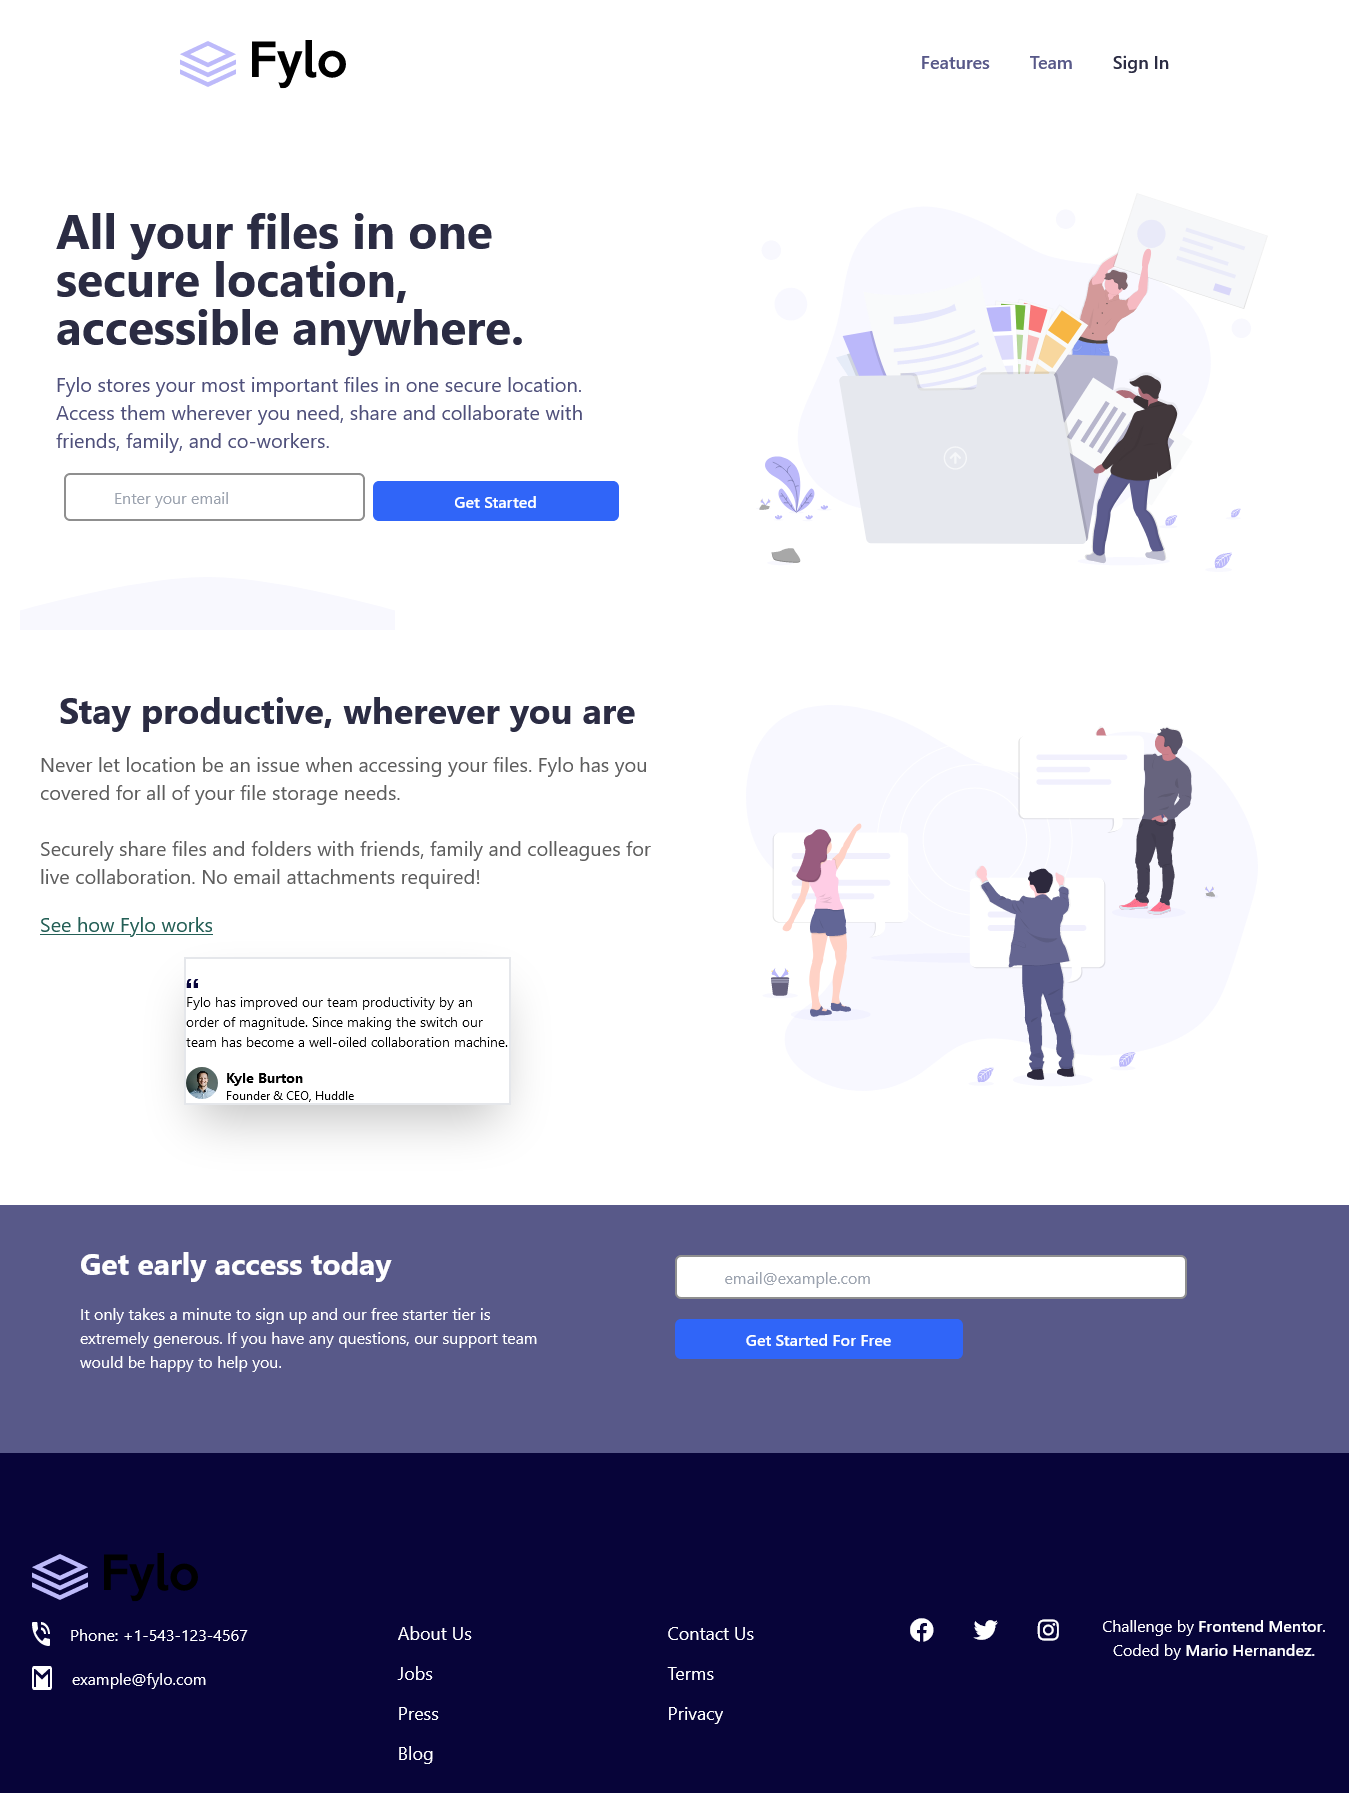 Fylo
Features Team Sign In
All your files in one
secure location,
accessible anywhere.
Fylo stores your most important files in one secure location.
Access them wherever you need, share and collaborate with
friends, family, and co-workers.
Enter your email
Get Started
Stay productive, wherever you are
Never let location be an issue when accessing your files. Fylo has you
covered for all of your file storage needs.
Securely share files and folders with friends, family and colleagues for
live collaboration. No email attachments required!
See how Fylo works
“
Fylo has improved our team productivity by an
order of magnitude. Since making the switch our
team has become a well-oiled collaboration machine.
Kyle Burton
Founder & CEO, Huddle
Get early access today
It only takes a minute to sign up and our free starter tier is
extremely generous. If you have any questions, our support team
would be happy to help you.
email@example.com
Get Started For Free
Fylo
Phone: +1-543-123-4567
example@fylo.com
About Us
Jobs
Press
Blog
Contact Us
Terms
Privacy
Challenge by Frontend Mentor.
Coded by Mario Hernandez.